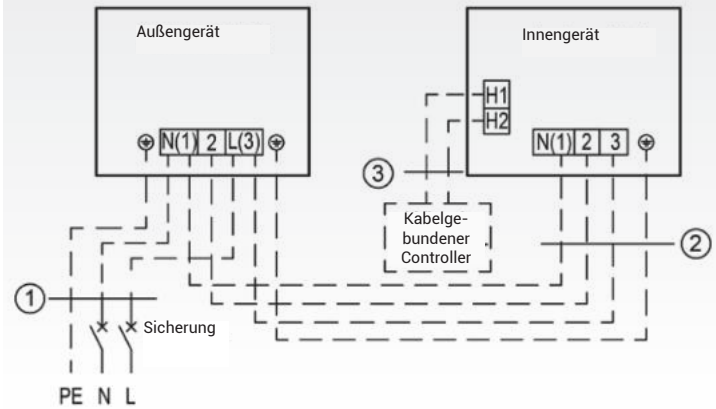 Außengerät
Innengerät
H1
H2
N(1) 2 L(3)
N(1) 2 3
3
Kabelge-
bundener
Controller
2
1
Sicherung
PE N L